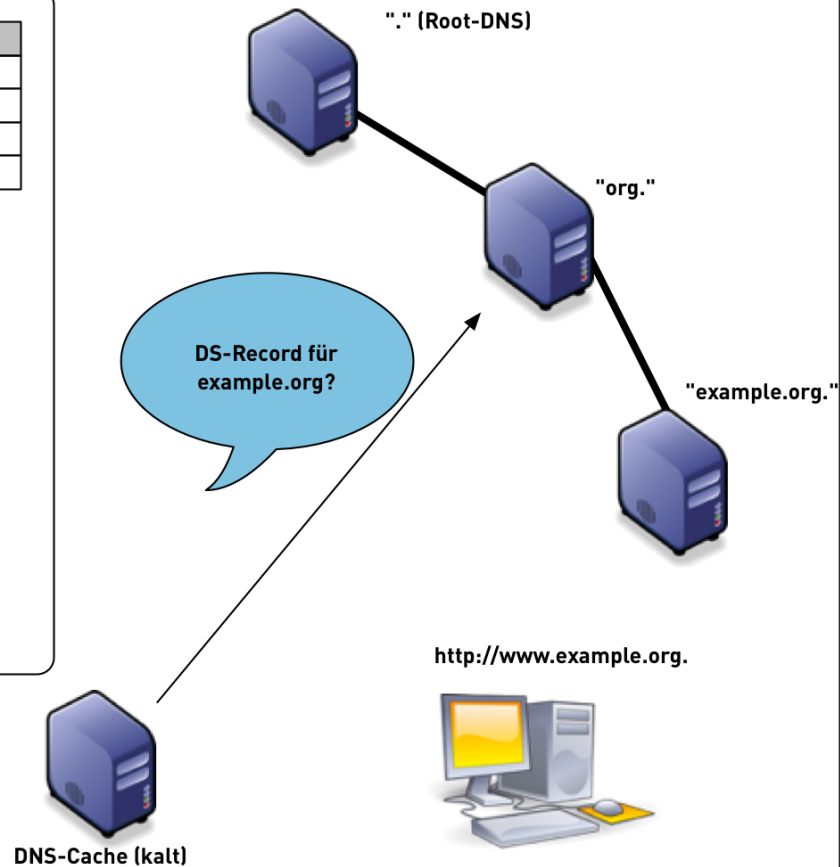 "." (Root-DNS)
"org."
DS-Record für
example.org?
"example.org."
http://www.example.org.
DNS-Cache (kalt)